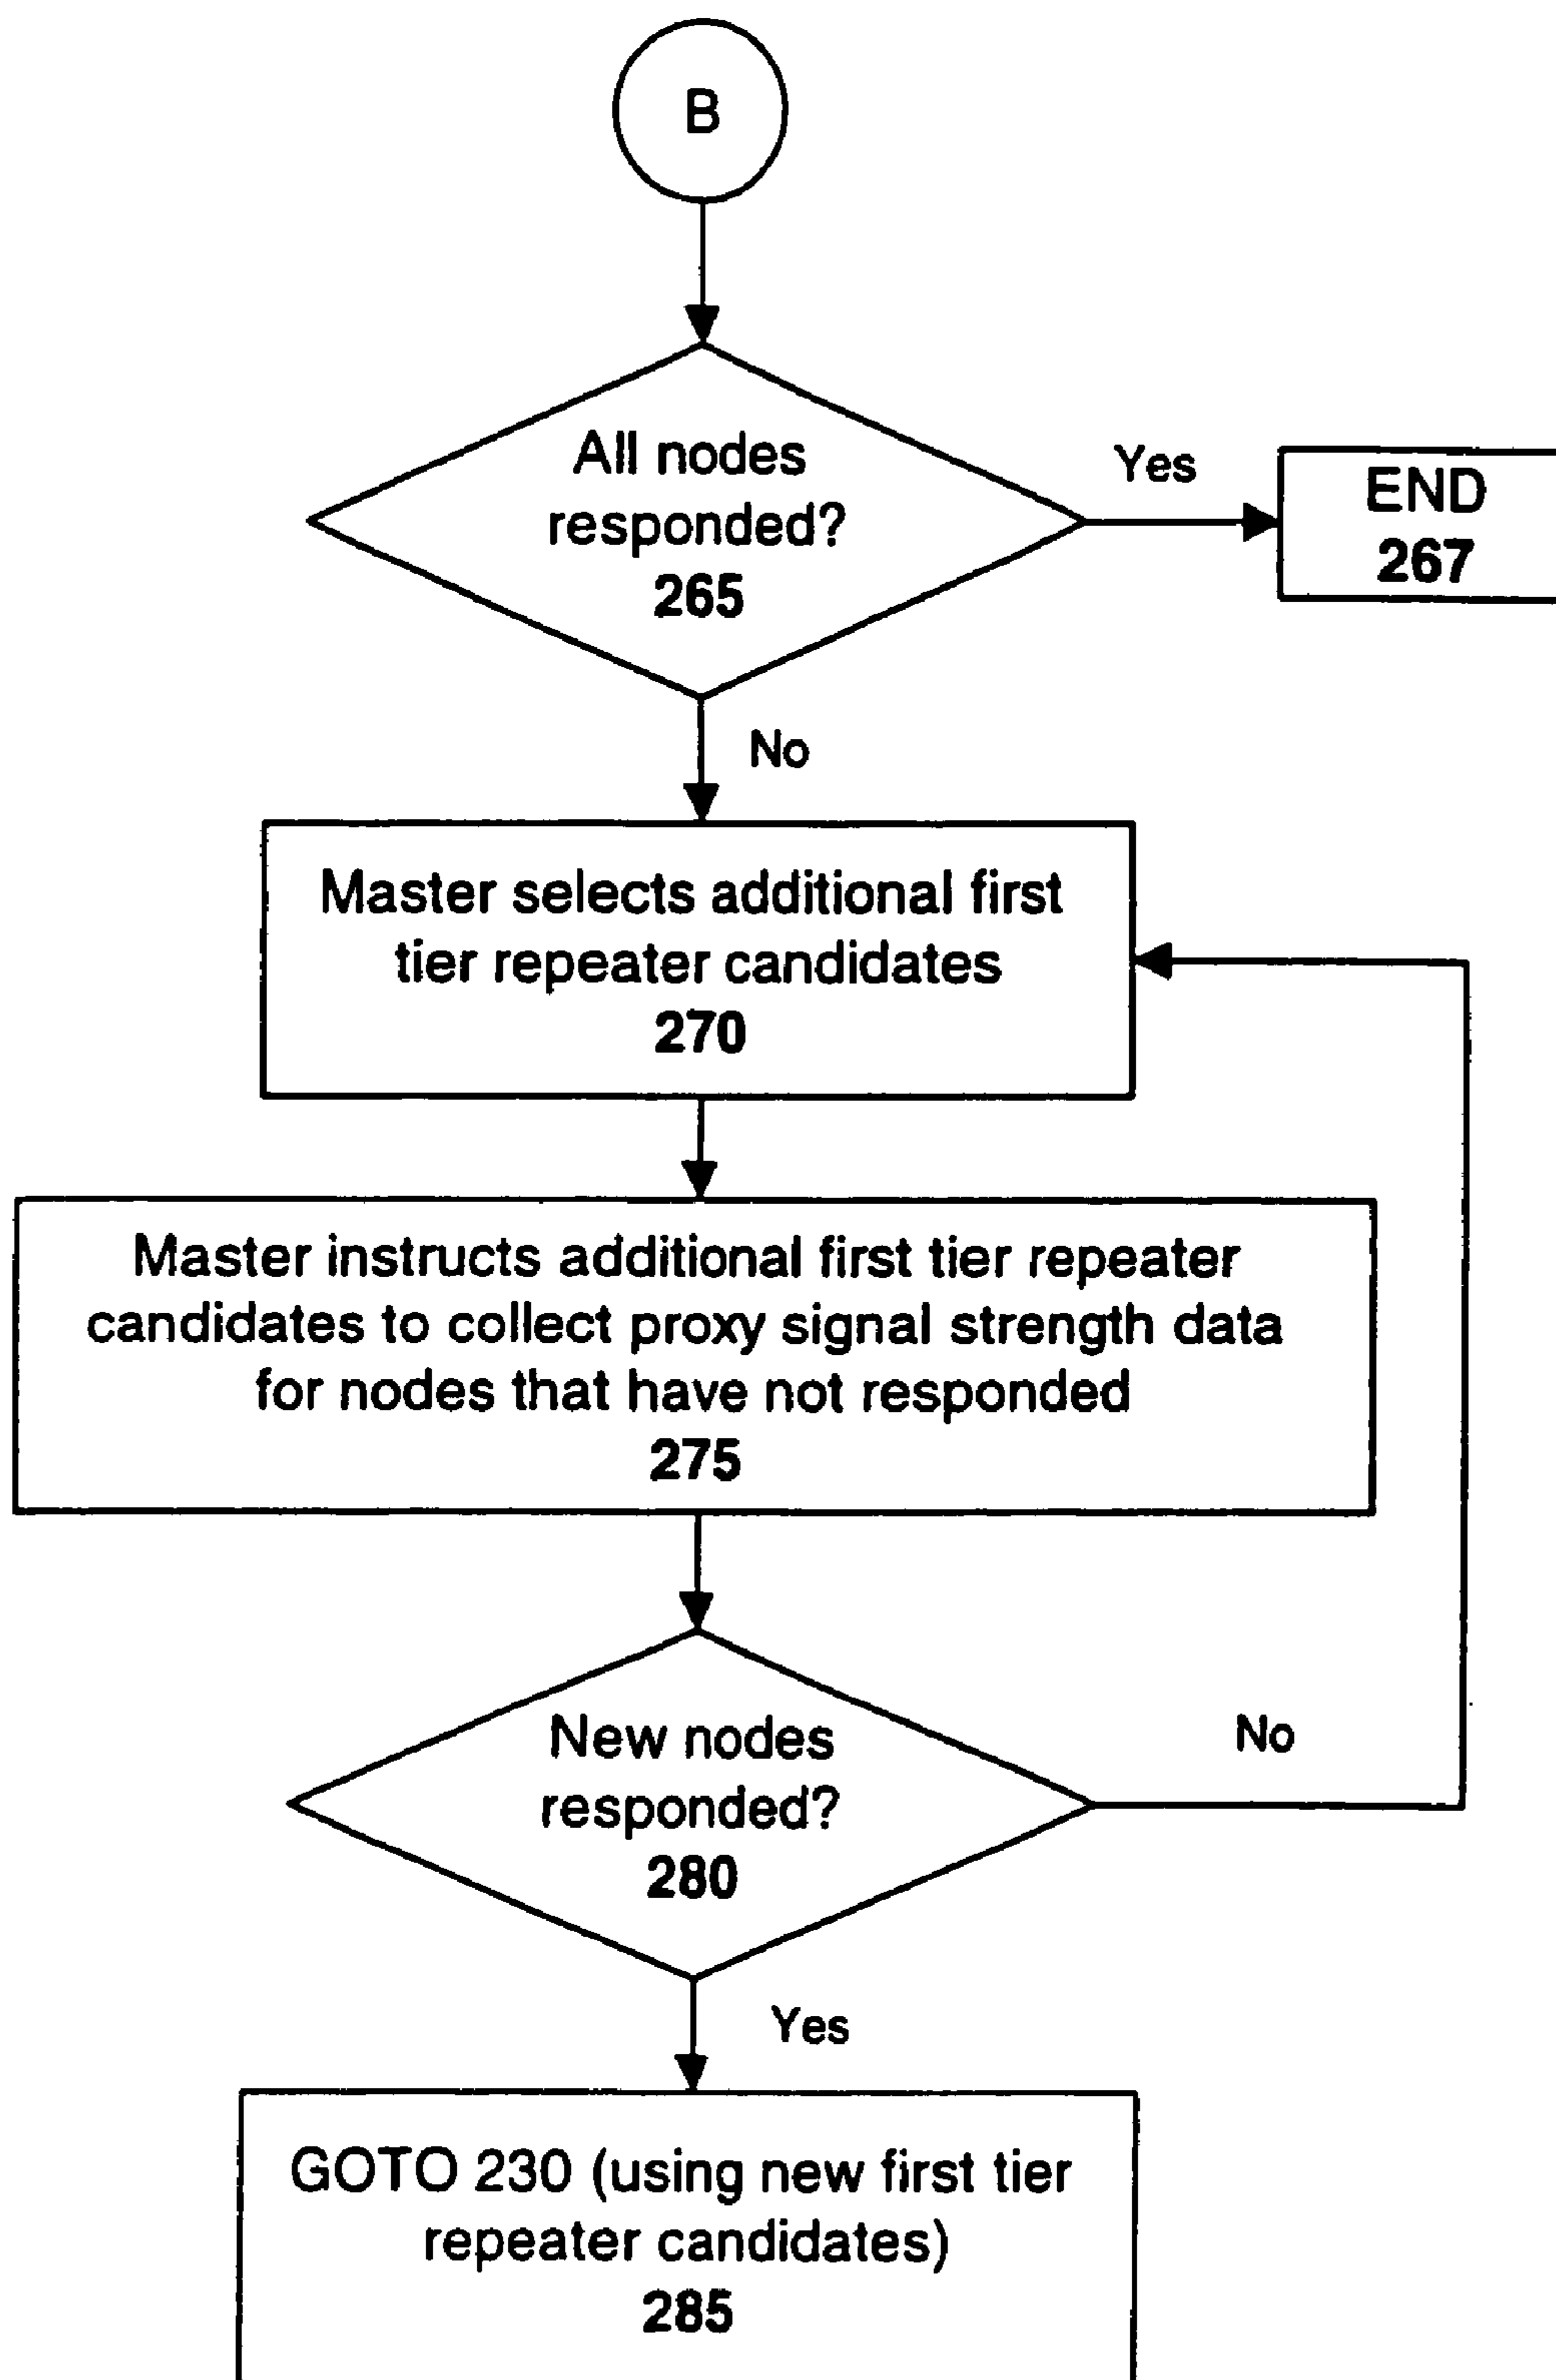 B
All nodes
responded?
265
Yes
END
267
No
Master selects additional first
tier repeater candidates
270
Master instructs additional first tier repeater
candidates to collect proxy signal strength data
for nodes that have not responded
275
New nodes
responded?
280
No
Yes
GOTO 230 (using new first tier
repeater candidates)
285